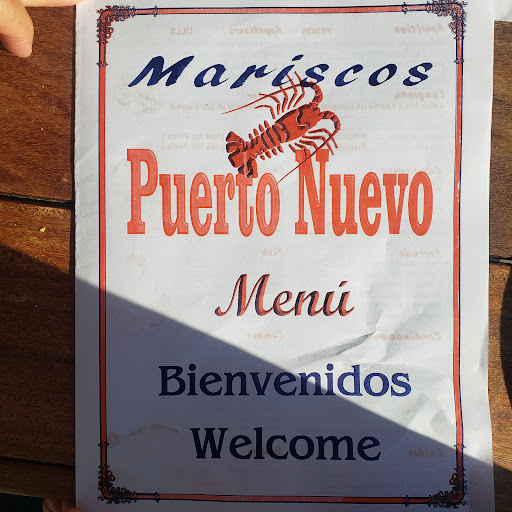 Mariscos
Puerto Nuevo
Menú
Bienvenidos
Welcome